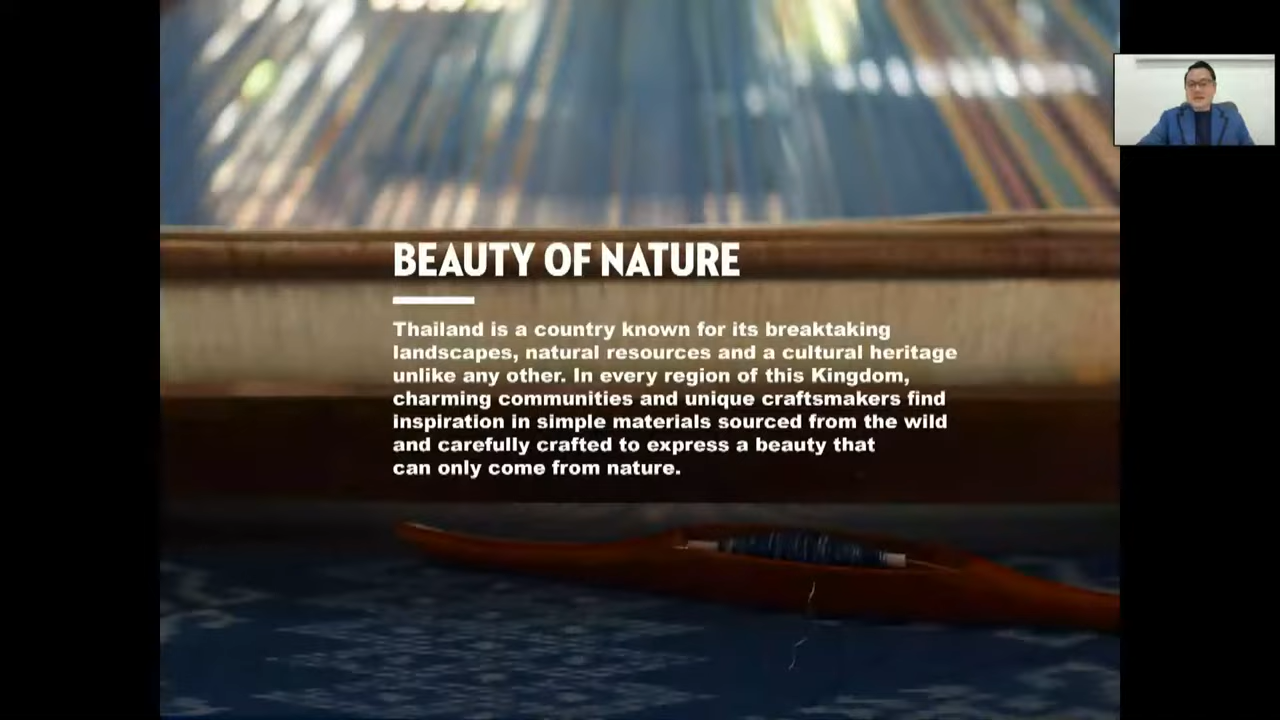 BEAUTY OF NATURE
Thailand is a country known for its breaktaking
landscapes, natural resources and a cultural heritage
unlike any other. In every region of this Kingdom,
charming communities and unique craftsmakers find
inspiration in simple materials sourced from the wild
and carefully crafted to express a beauty that
can only come from nature.